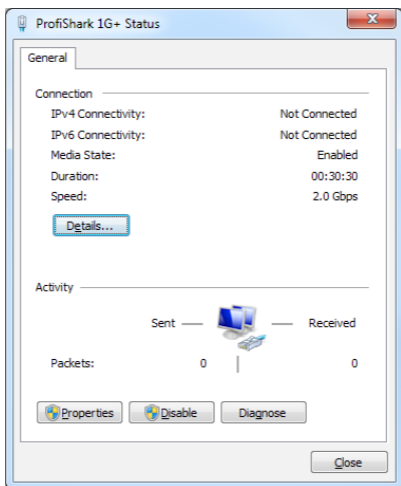 ProfiShark 1G+ Status
General
Connection
IPv4 Connectivity: Not Connected
IPv6 Connectivity: Not Connected
Media State: Enabled
Duration: 00:30:30
Speed: 2.0 Gbps
Details...
Activity
Sent Received
Packets: 0 0
Properties Disable Diagnose
Close